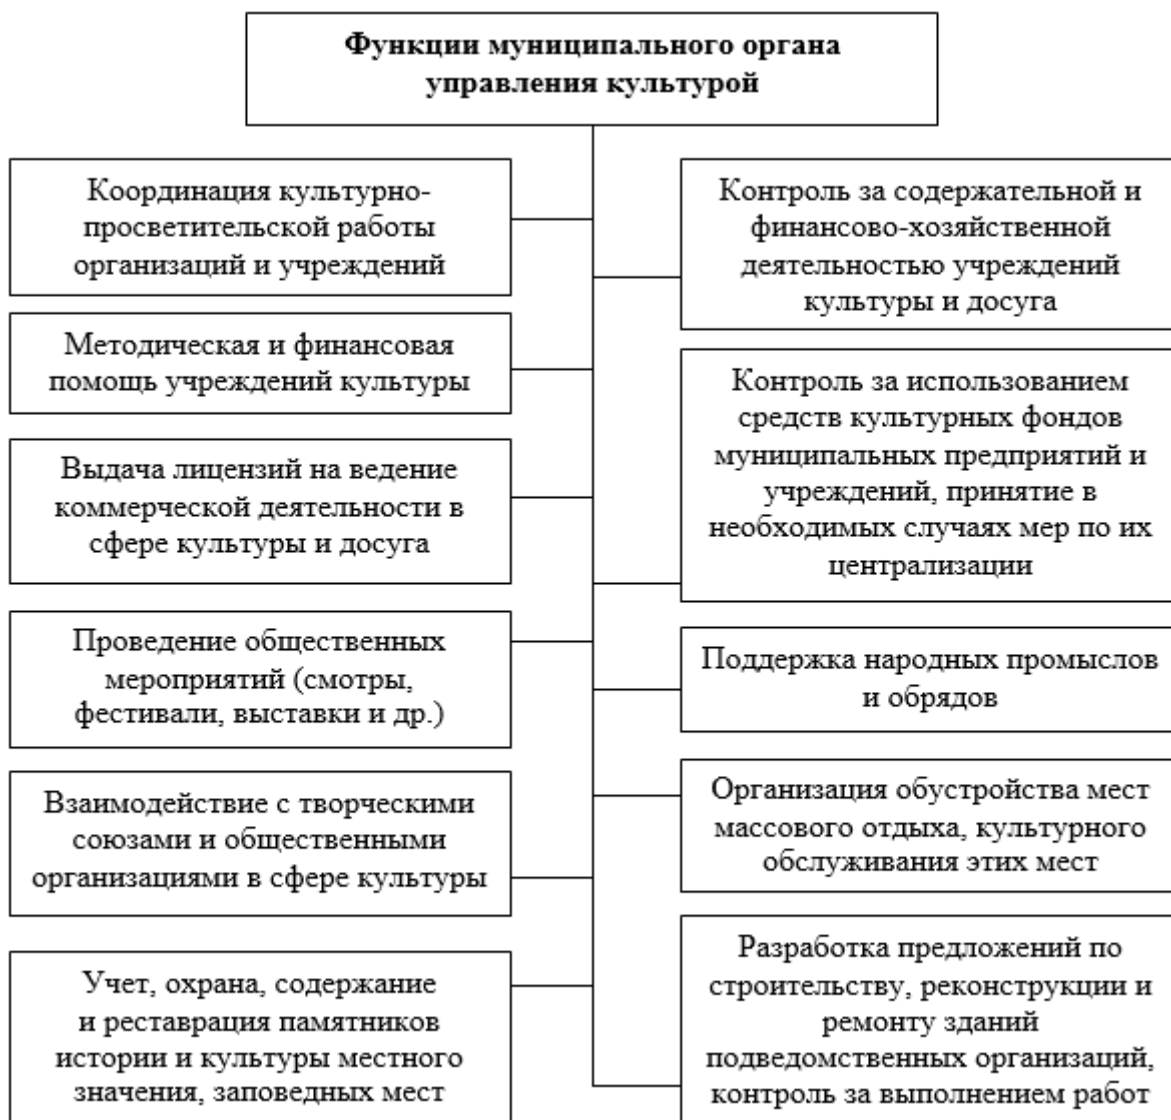 Функции муниципального органа
управления культурой
Координация культурно-
просветительской работы
организаций и учреждений
Методическая и финансовая
помощь учреждений культуры
Выдача лицензий на ведение
коммерческой деятельности в
сфере культуры и досуга
Проведение общественных
мероприятий (смотры,
фестивали, выставки и др.)
Взаимодействие с творческими
союзами и общественными
организациями в сфере культуры
Учет, охрана, содержание
и реставрация памятников
истории и культуры местного
значения, заповедных мест
Контроль за содержательной и
финансово-хозяйственной
деятельностью учреждений
культуры и досуга
Контроль за использованием
средств культурных фондов
муниципальных предприятий и
учреждений, принятие в
необходимых случаях мер по их
централизации
Поддержка народных промыслов
и обрядов
Организация обустройства мест
массового отдыха, культурного
обслуживания этих мест
Разработка предложений по
строительству, реконструкции и
ремонту зданий
подведомственных организаций,
контроль за выполнением работ